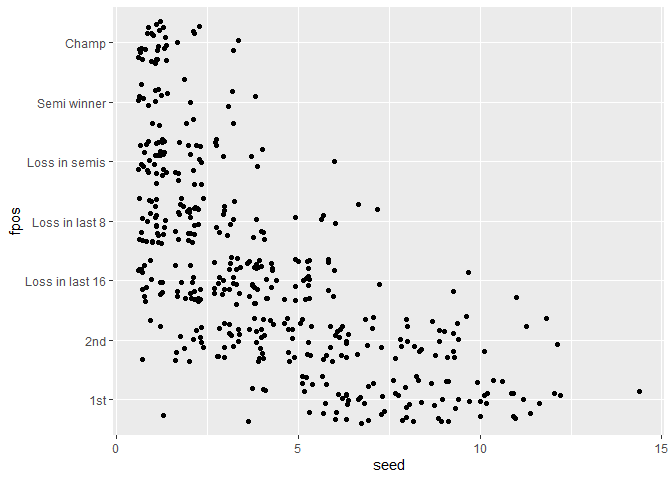 Champ
Semi winner
Loss in semis
Loss in last 8
Loss in last 16
2nd
1st
fpos
0 5 10 15
seed